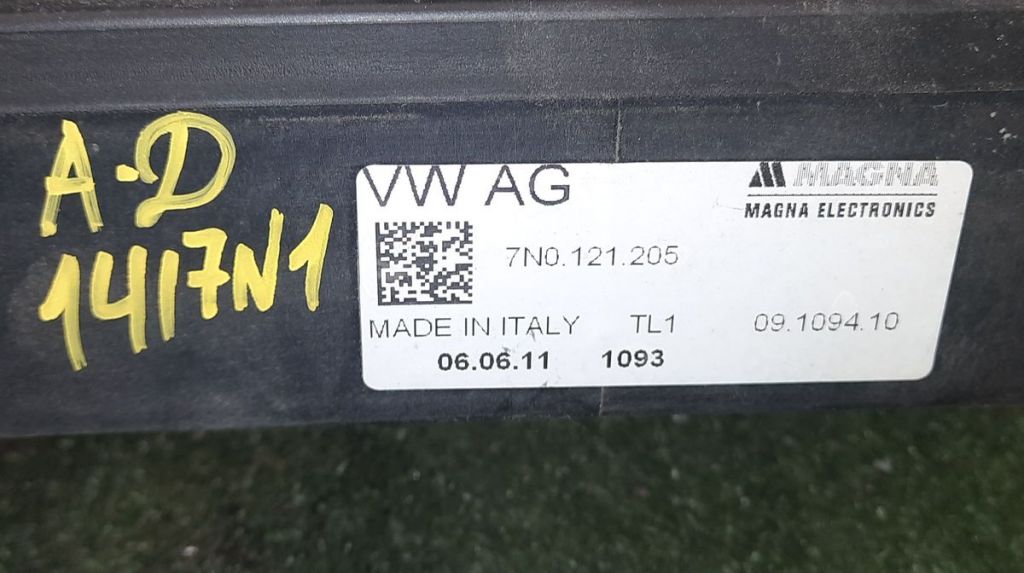 A-D
1417N1
VW AG
MAGNA
MAGNA ELECTRONICS
7N0.121.205
MADE IN ITALY TL1 09.1094.10
06.06.11 1093